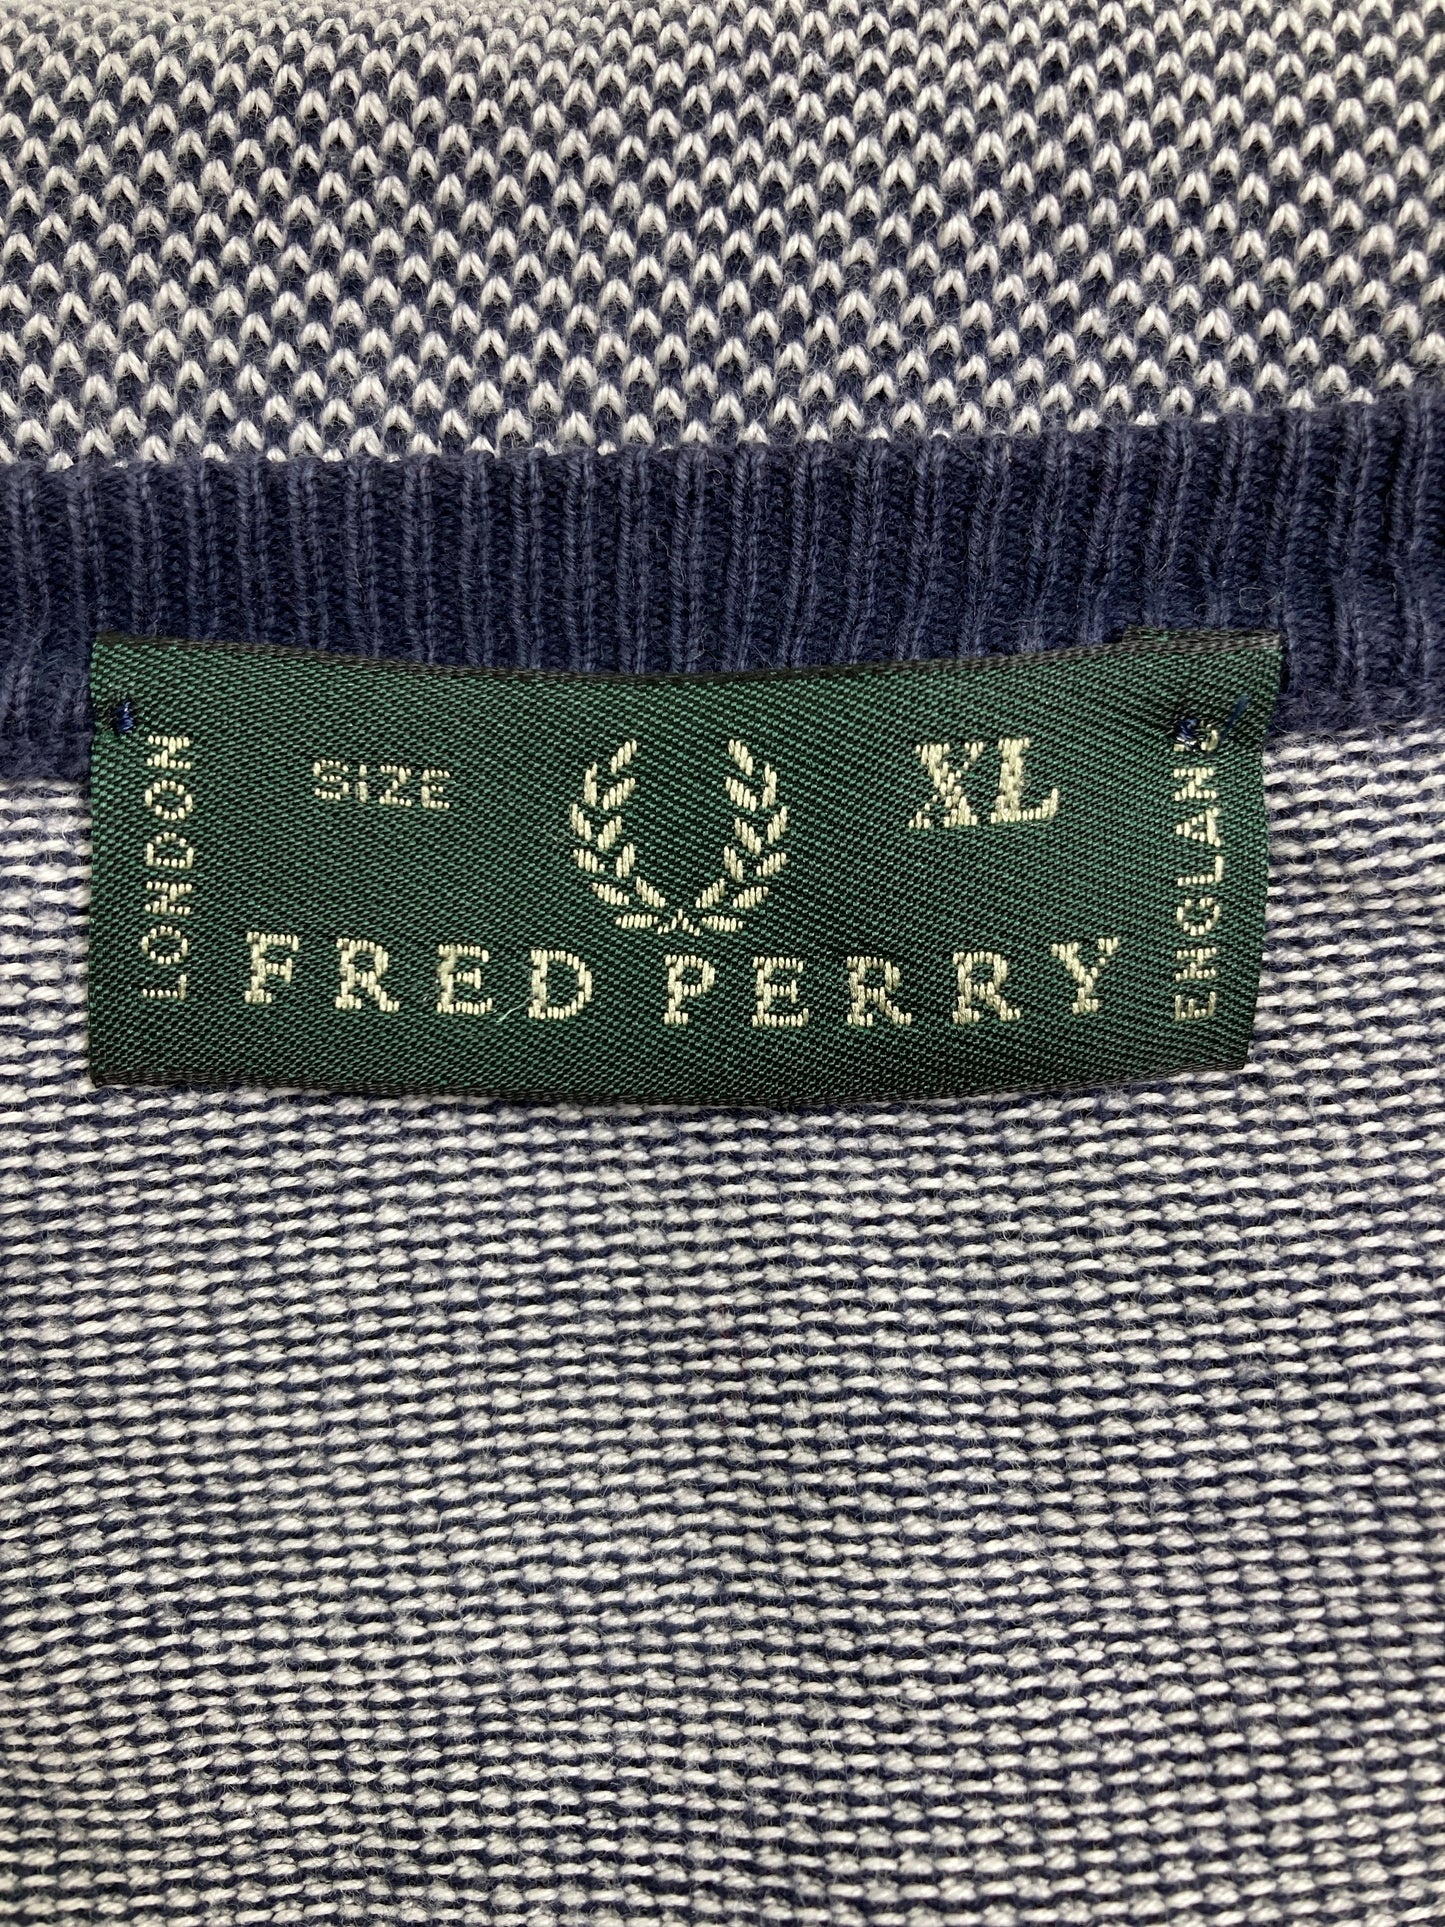 LONDON
SIZE XL
FRED PERRY
ENGLAND